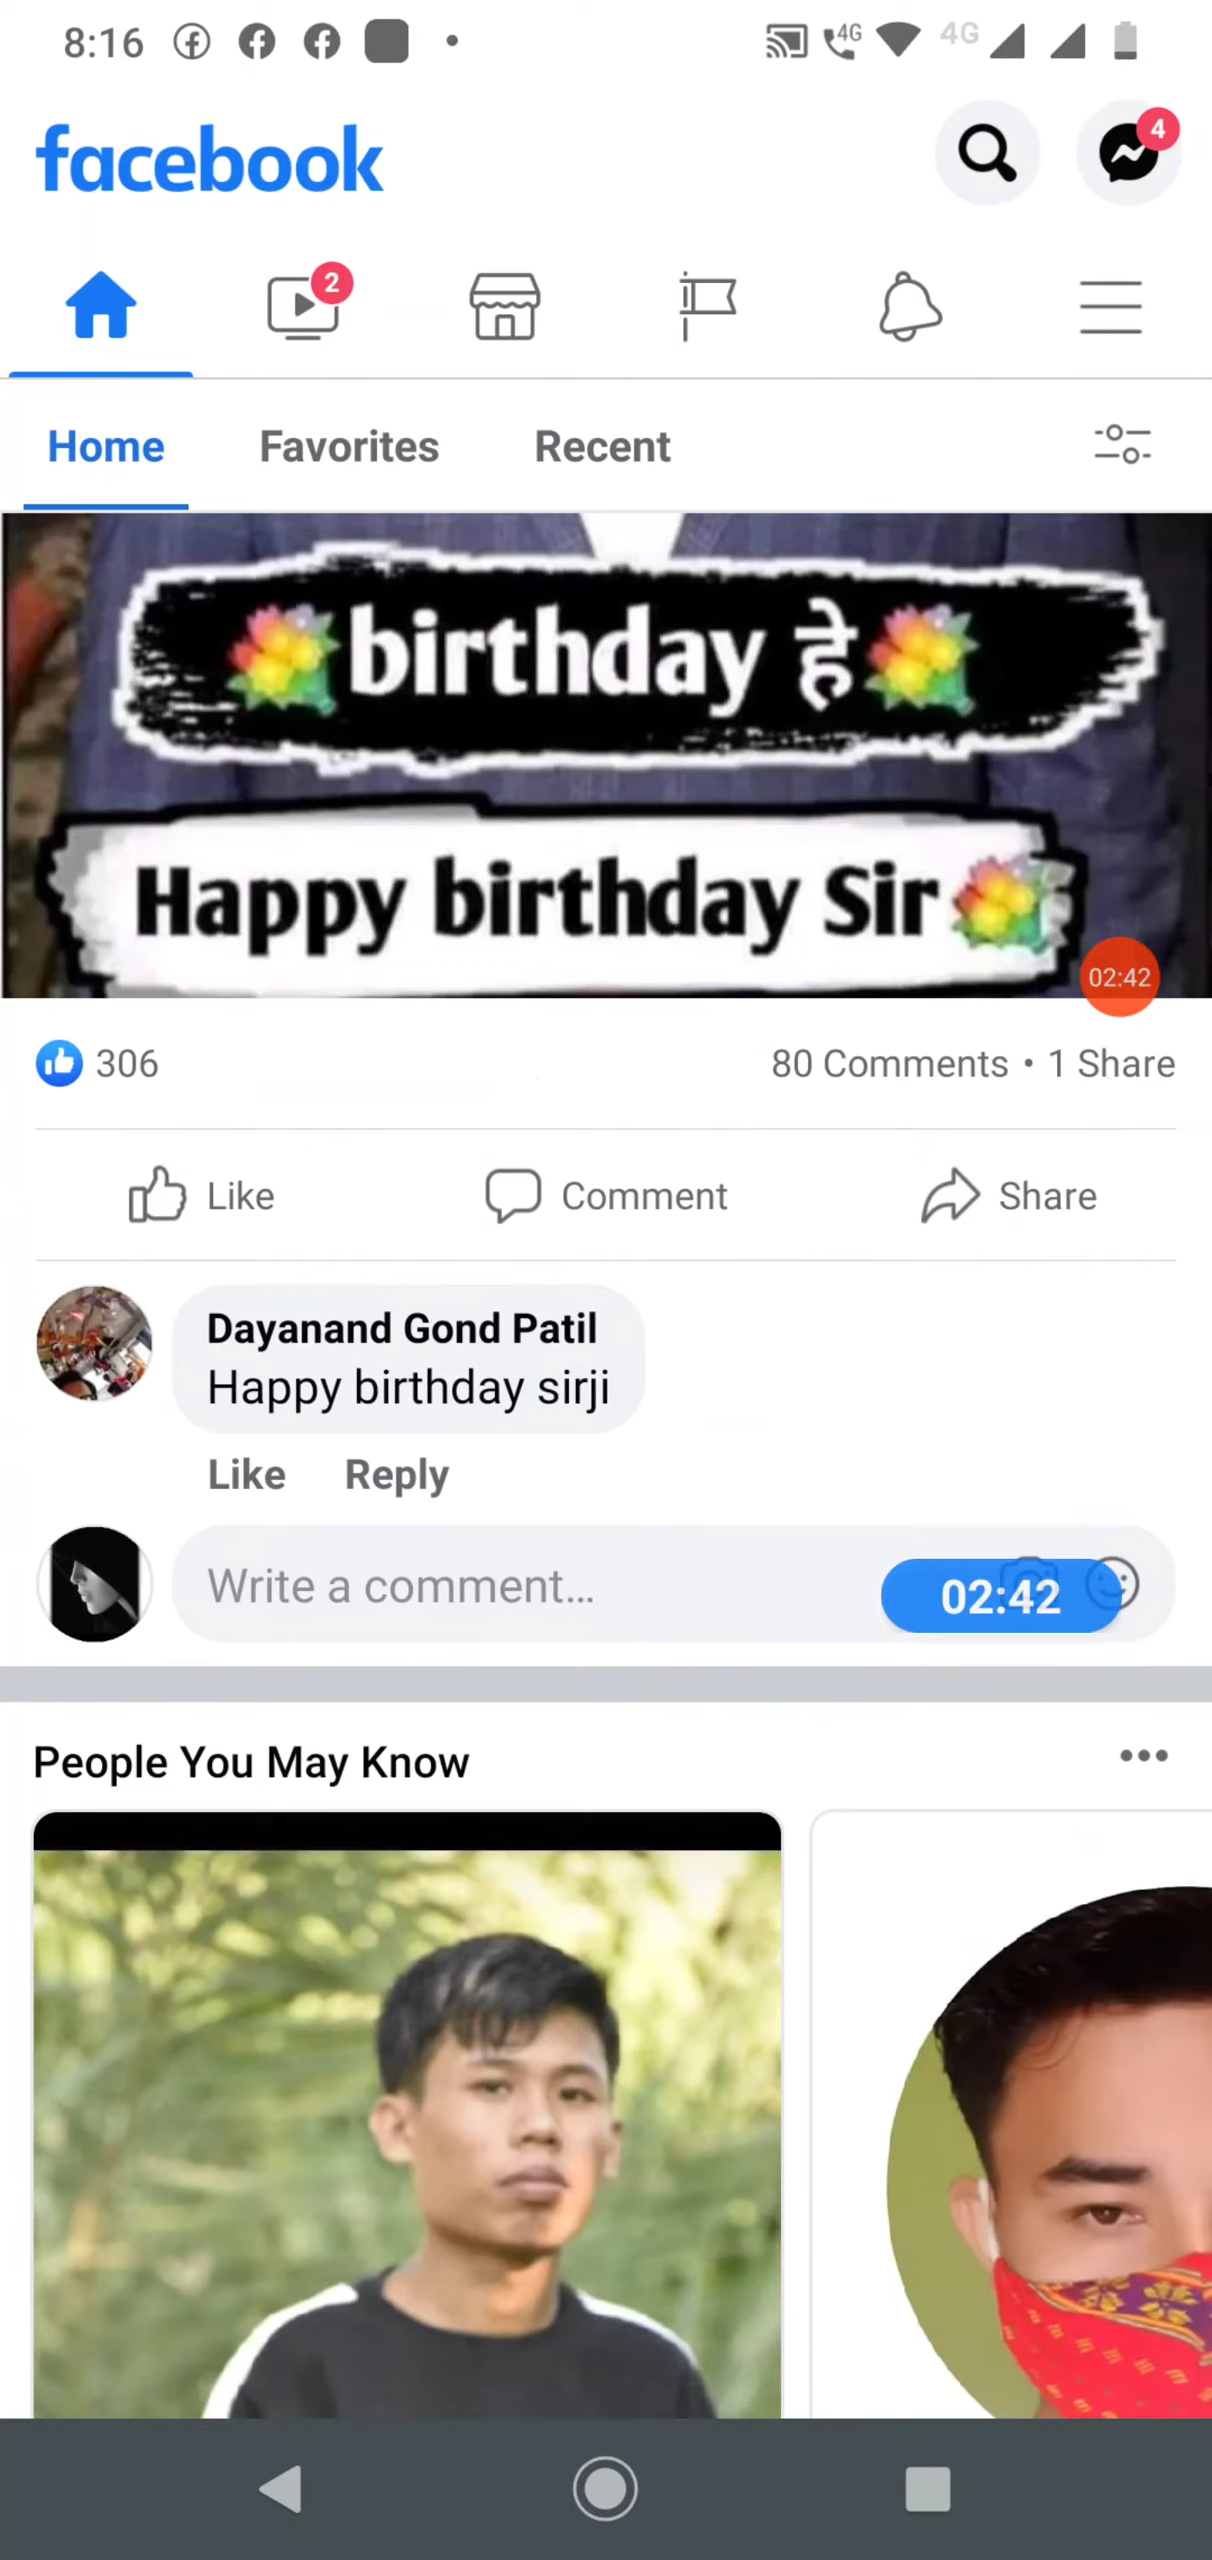 8:16
4G
4G
facebook
4
2
Home
Favorites
Recent
birthday हे
Happy birthday Sir
02:42
306
80 Comments • 1 Share
Like
Comment
Share
Dayanand Gond Patil
Happy birthday sirji
Like
Reply
Write a comment...
02:42
People You May Know